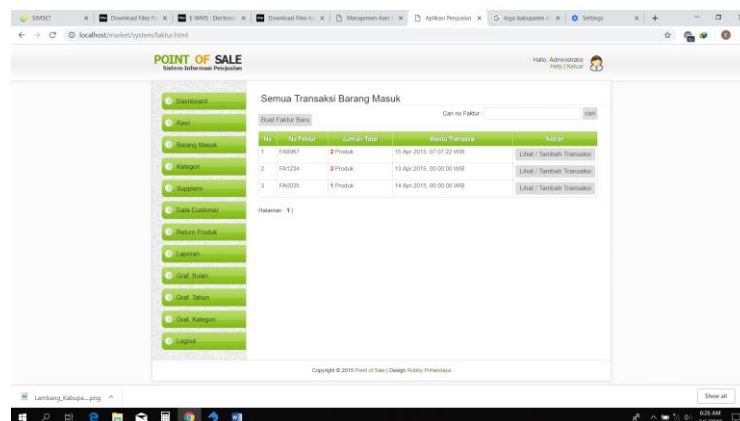 SIMSET
Download Files
E-WMS : Electron
Download Files
Manajemen Aset
Aplikasi Penjualan
logo kabupaten
Settings
localhost/market/system/faktur.html
POINT OF SALE
Sistem Informasi Penjualan
Hallo, Administrator
Help | Keluar
Dashboard
Kasir
Barang Masuk
Kategori
Suppliers
Data Customer
Return Produk
Laporan
Graf. Bulan
Graf. Tahun
Graf. Kategori
Logout
Semua Transaksi Barang Masuk
Cari no Faktur :
cari
Buat Faktur Baru
No No Faktur Jumlah Total Waktu Transaksi Action
1 FA6967 2 Produk 15 Apr 2015, 07:07:22 WIB Lihat / Tambah Transaksi
2 FA1234 3 Produk 13 Apr 2015, 00:00:00 WIB Lihat / Tambah Transaksi
3 FA0035 1 Produk 14 Apr 2015, 00:00:00 WIB Lihat / Tambah Transaksi
Halaman : 1 |
Copyright © 2015 Point of Sale | Design Robby Prihandaya
Lambang_Kabupa....png
Show all
6:26 AM